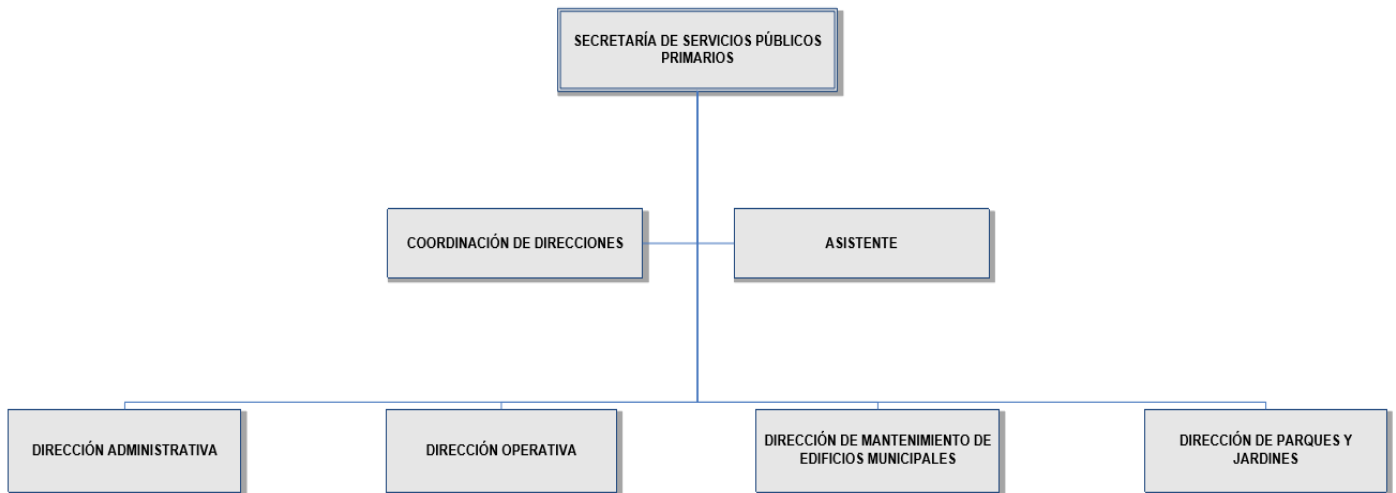 SECRETARÍA DE SERVICIOS PÚBLICOS
PRIMARIOS
COORDINACIÓN DE DIRECCIONES
ASISTENTE
DIRECCIÓN ADMINISTRATIVA
DIRECCIÓN OPERATIVA
DIRECCIÓN DE MANTENIMIENTO DE
EDIFICIOS MUNICIPALES
DIRECCIÓN DE PARQUES Y
JARDINES